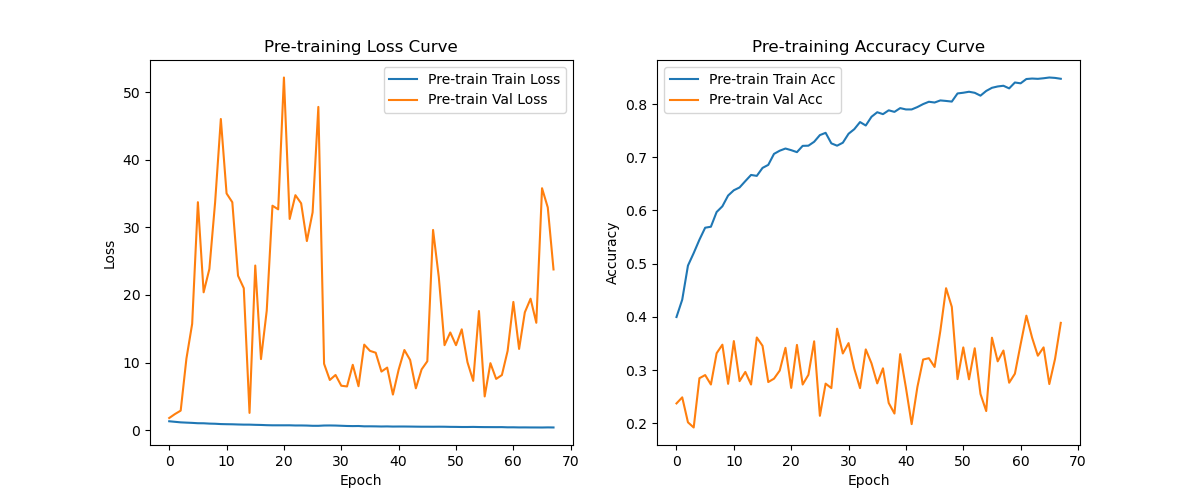 Pre-training Loss Curve
Pre-train Train Loss
Pre-train Val Loss
Loss
50
40
30
20
10
0
0 10 20 30 40 50 60 70
Epoch
Pre-training Accuracy Curve
Pre-train Train Acc
Pre-train Val Acc
Accuracy
0.8
0.7
0.6
0.5
0.4
0.3
0.2
0 10 20 30 40 50 60 70
Epoch